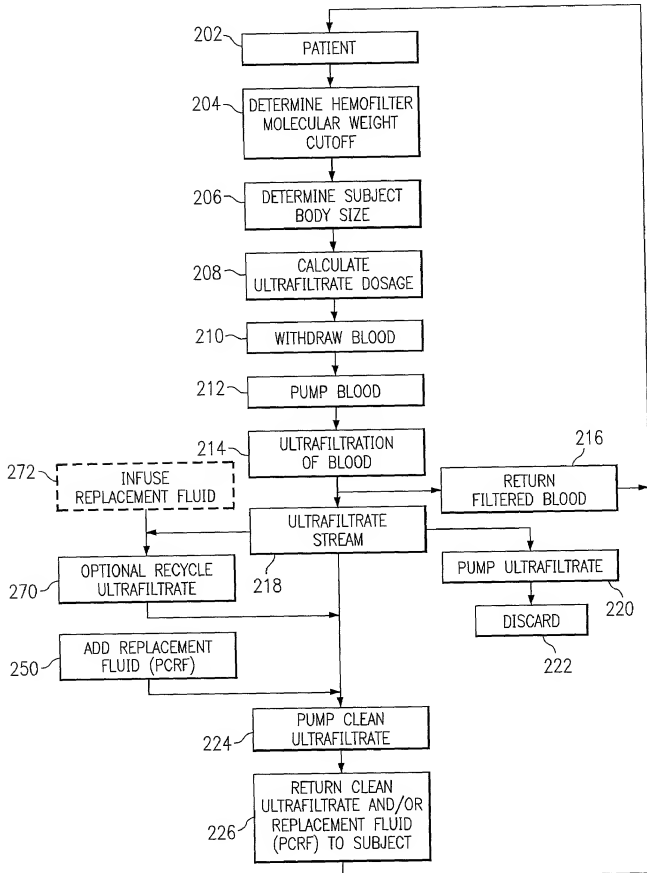 202
PATIENT
204
DETERMINE HEMOFILTER
MOLECULAR WEIGHT
CUTOFF
206
DETERMINE SUBJECT
BODY SIZE
208
CALCULATE
ULTRAFILTRATE DOSAGE
210
WITHDRAW BLOOD
212
PUMP BLOOD
214
ULTRAFILTRATION
OF BLOOD
216
RETURN
FILTERED BLOOD
272
INFUSE
REPLACEMENT FLUID
ULTRAFILTRATE
STREAM
218
270
OPTIONAL RECYCLE
ULTRAFILTRATE
PUMP ULTRAFILTRATE
220
DISCARD
222
250
ADD REPLACEMENT
FLUID (PCRF)
224
PUMP CLEAN
ULTRAFILTRATE
226
RETURN CLEAN
ULTRAFILTRATE AND/OR
REPLACEMENT FLUID
(PCRF) TO SUBJECT